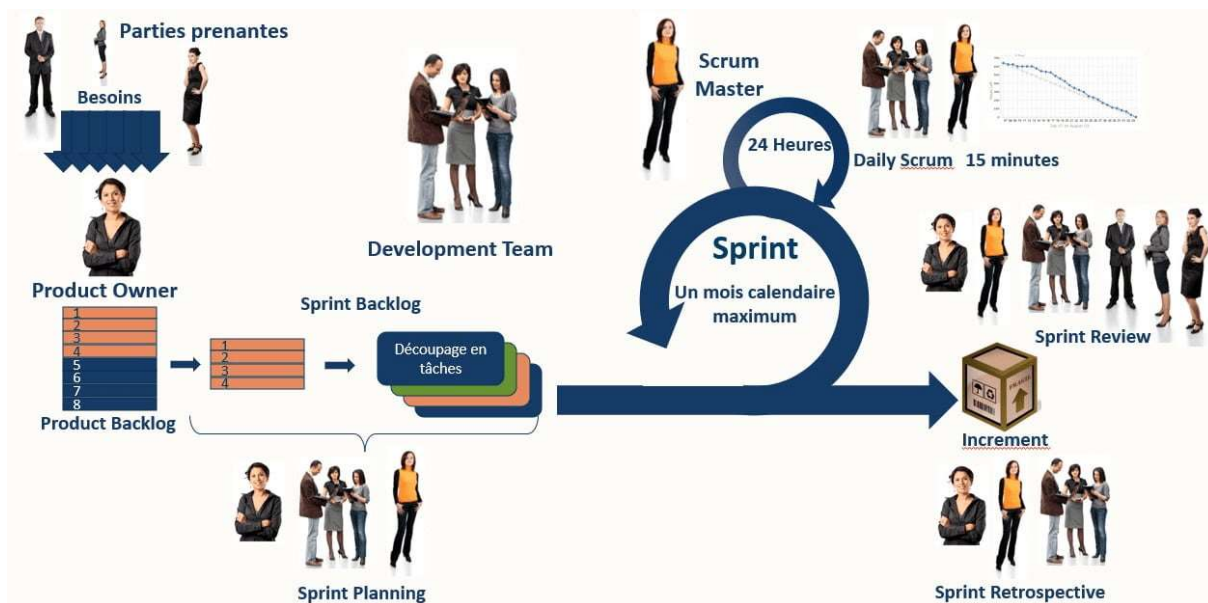 Parties prenantes
Besoins
Product Owner
1
2
3
4
5
6
7
8
Product Backlog
Development Team
Sprint Backlog
1
2
3
4
Découpage en
tâches
Sprint Planning
Scrum
Master
24 Heures
Daily Scrum 15 minutes
Sprint
Un mois calendaire
maximum
Sprint Review
Increment
Sprint Retrospective